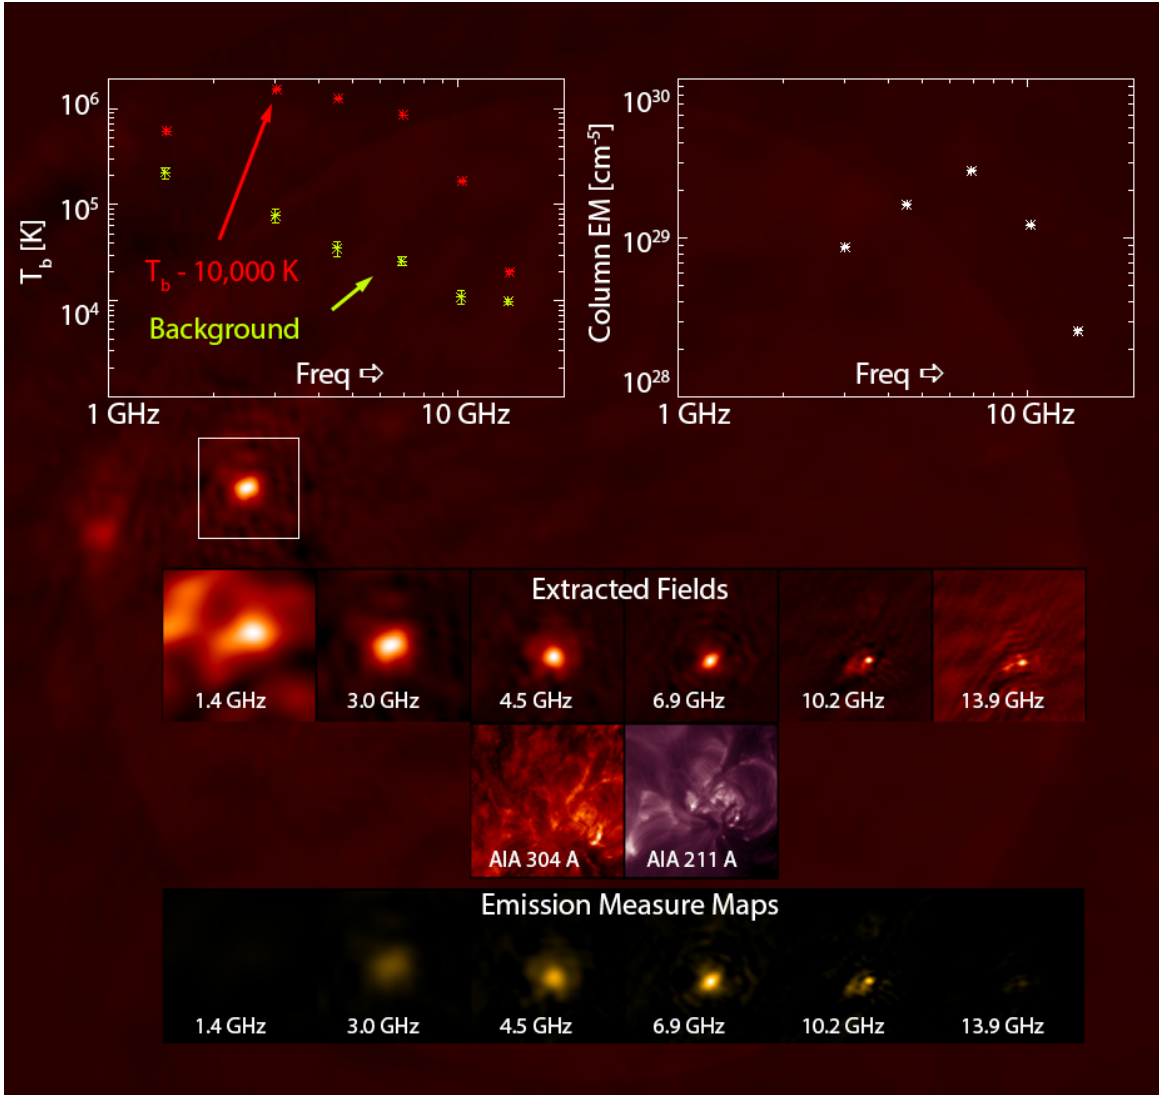 10⁶
10⁵
10⁴
T_b [K]
T_b - 10,000 K
Background
Freq ⇨
1 GHz
10 GHz
10³⁰
10²⁹
10²⁸
Column EM [cm⁻⁵]
Freq ⇨
1 GHz
10 GHz
Extracted Fields
1.4 GHz
3.0 GHz
4.5 GHz
6.9 GHz
10.2 GHz
13.9 GHz
AIA 304 A
AIA 211 A
Emission Measure Maps
1.4 GHz
3.0 GHz
4.5 GHz
6.9 GHz
10.2 GHz
13.9 GHz